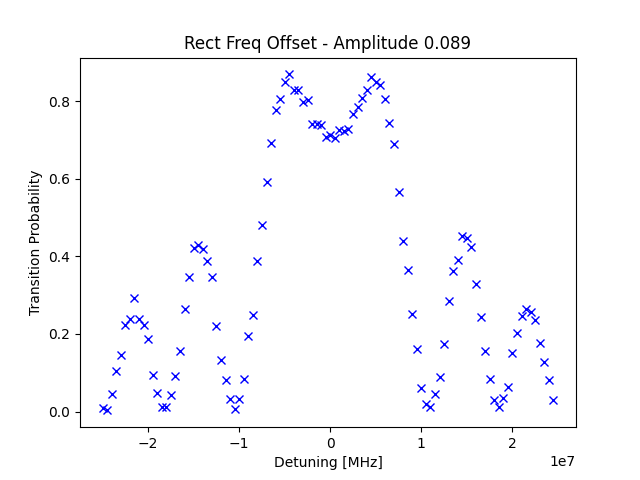 Rect Freq Offset - Amplitude 0.089
Transition Probability
0.8
0.6
0.4
0.2
0.0
−2
−1
0
1
2
1e7
Detuning [MHz]